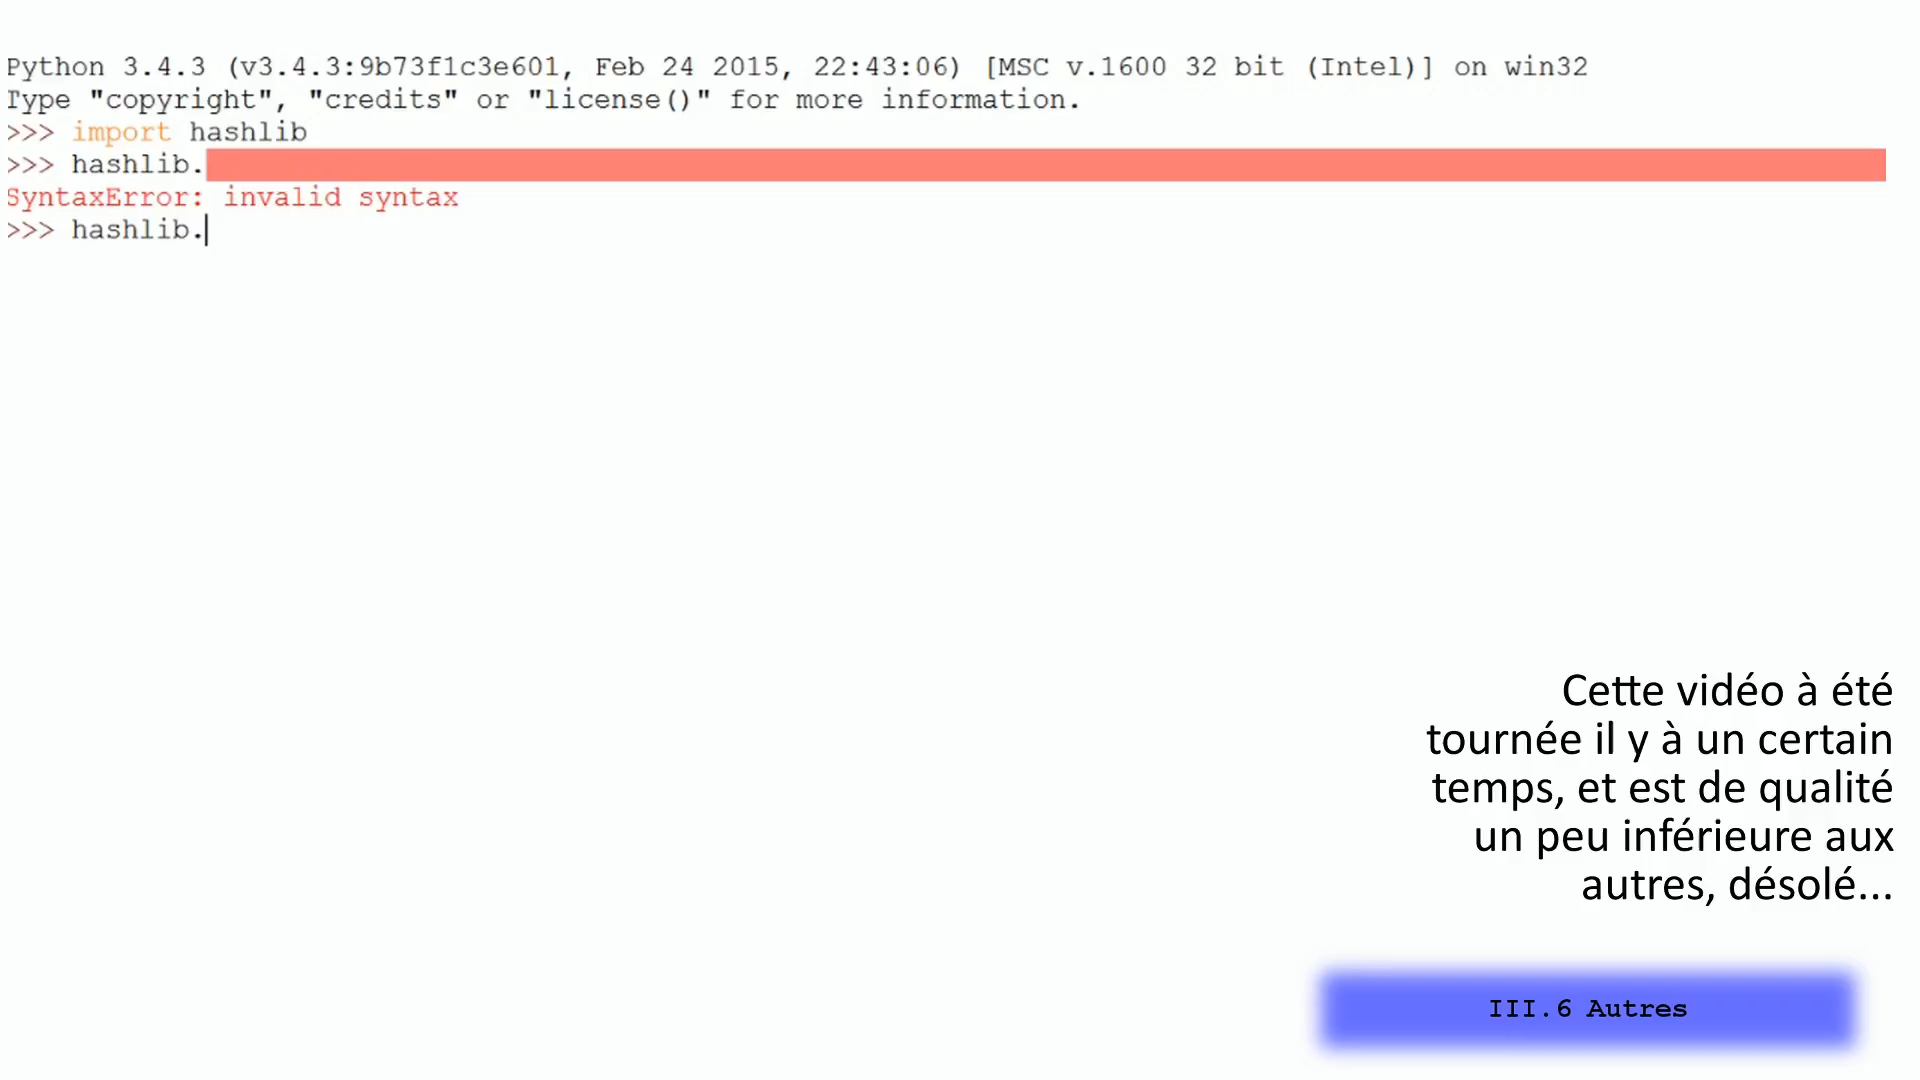 Python 3.4.3 (v3.4.3:9b73f1c3e601, Feb 24 2015, 22:43:06) [MSC v.1600 32 bit (Intel)] on win32
Type "copyright", "credits" or "license()" for more information.
>>> import hashlib
>>> hashlib.
SyntaxError: invalid syntax
>>> hashlib.
Cette vidéo à été
tournée il y à un certain
temps, et est de qualité
un peu inférieure aux
autres, désolé...
III.6 Autres